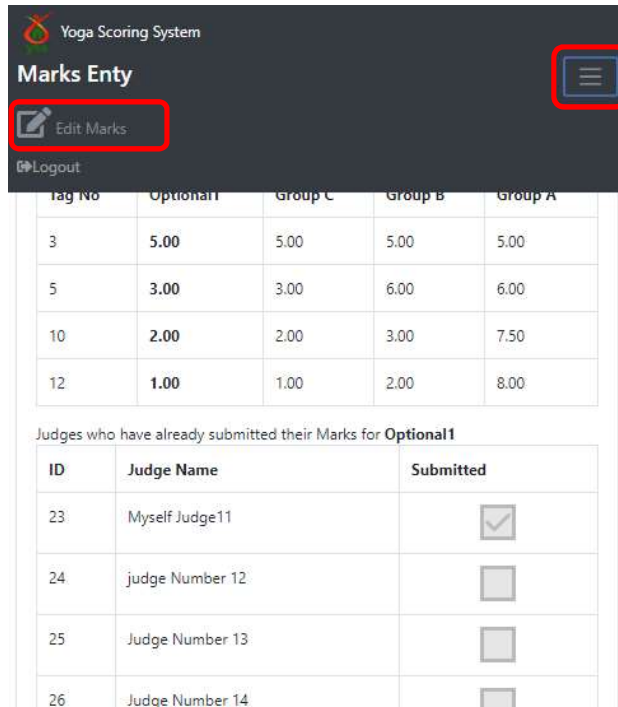 Yoga Scoring System
Marks Enty
Edit Marks
Logout
Tag No Optional1 Group C Group B Group A
3 5.00 5.00 5.00 5.00
5 3.00 3.00 6.00 6.00
10 2.00 2.00 3.00 7.50
12 1.00 1.00 2.00 8.00
Judges who have already submitted their Marks for Optional1
ID Judge Name Submitted
23 Myself Judge11
24 judge Number 12
25 Judge Number 13
26 Judge Number 14